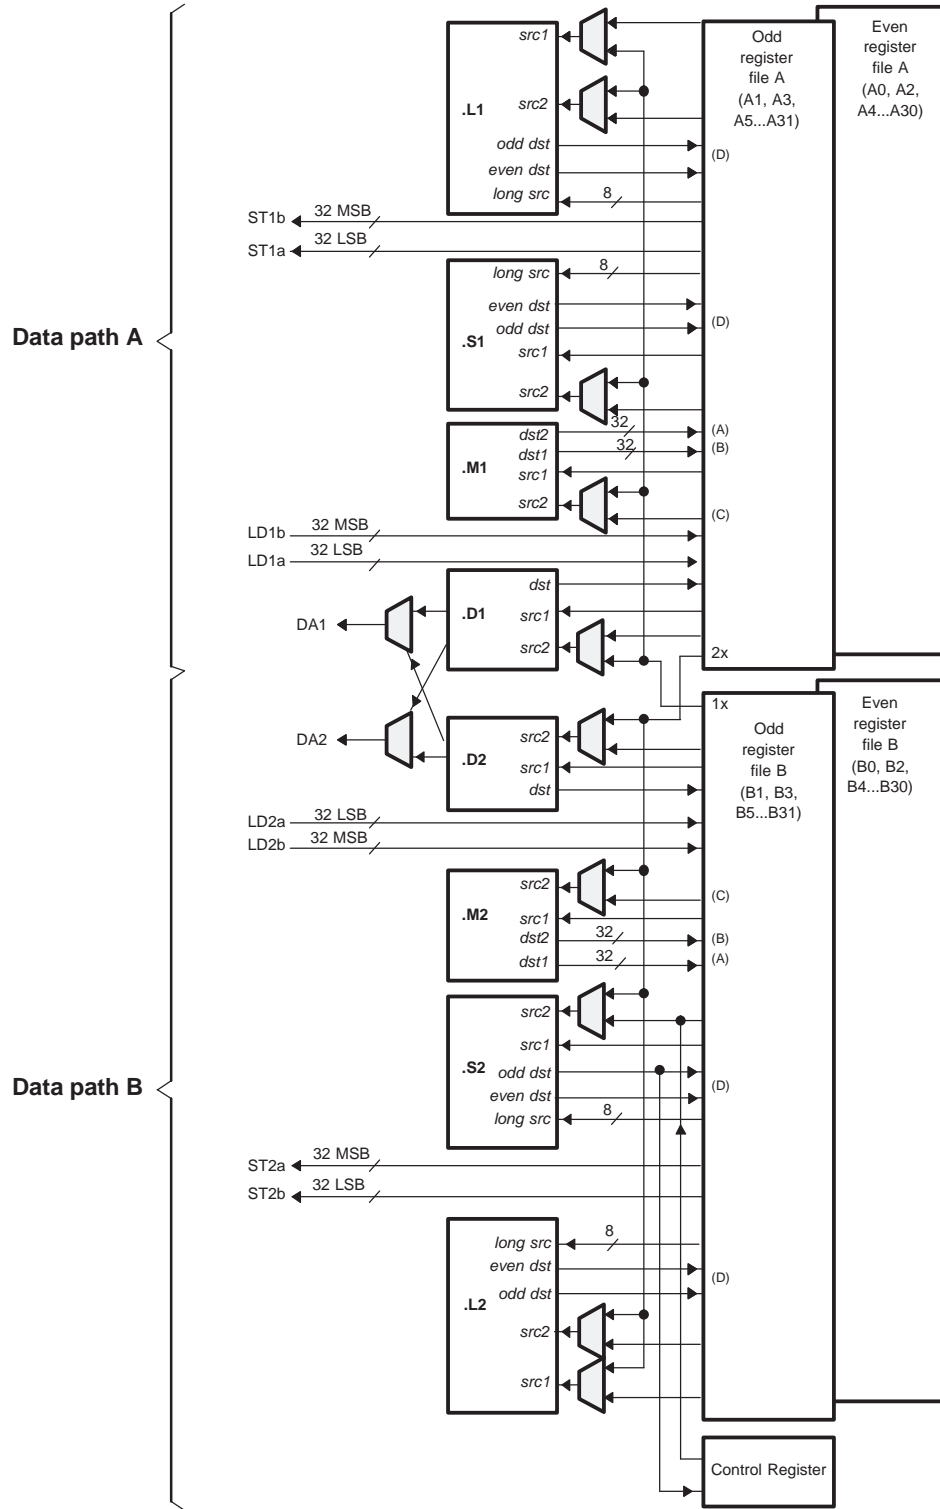 Odd
register
file A
(A1, A3,
A5...A31)
Even
register
file A
(A0, A2,
A4...A30)
src1
src2
.L1
odd dst
even dst
long src
8
(D)
ST1b
32 MSB
ST1a
32 LSB
long src
8
even dst
odd dst
(D)
.S1
src1
src2
Data path A
32
dst2
(A)
32
dst1
(B)
.M1
src1
src2
(C)
LD1b
32 MSB
LD1a
32 LSB
dst
.D1
src1
src2
DA1
2x
1x
Odd
register
file B
(B1, B3,
B5...B31)
Even
register
file B
(B0, B2,
B4...B30)
DA2
src2
.D2
src1
dst
LD2a
32 LSB
LD2b
32 MSB
src2
.M2
(C)
src1
dst2
32
(B)
dst1
32
(A)
src2
src1
.S2
odd dst
(D)
even dst
long src
8
Data path B
ST2a
32 MSB
ST2b
32 LSB
long src
8
even dst
(D)
odd dst
.L2
src2
src1
Control Register